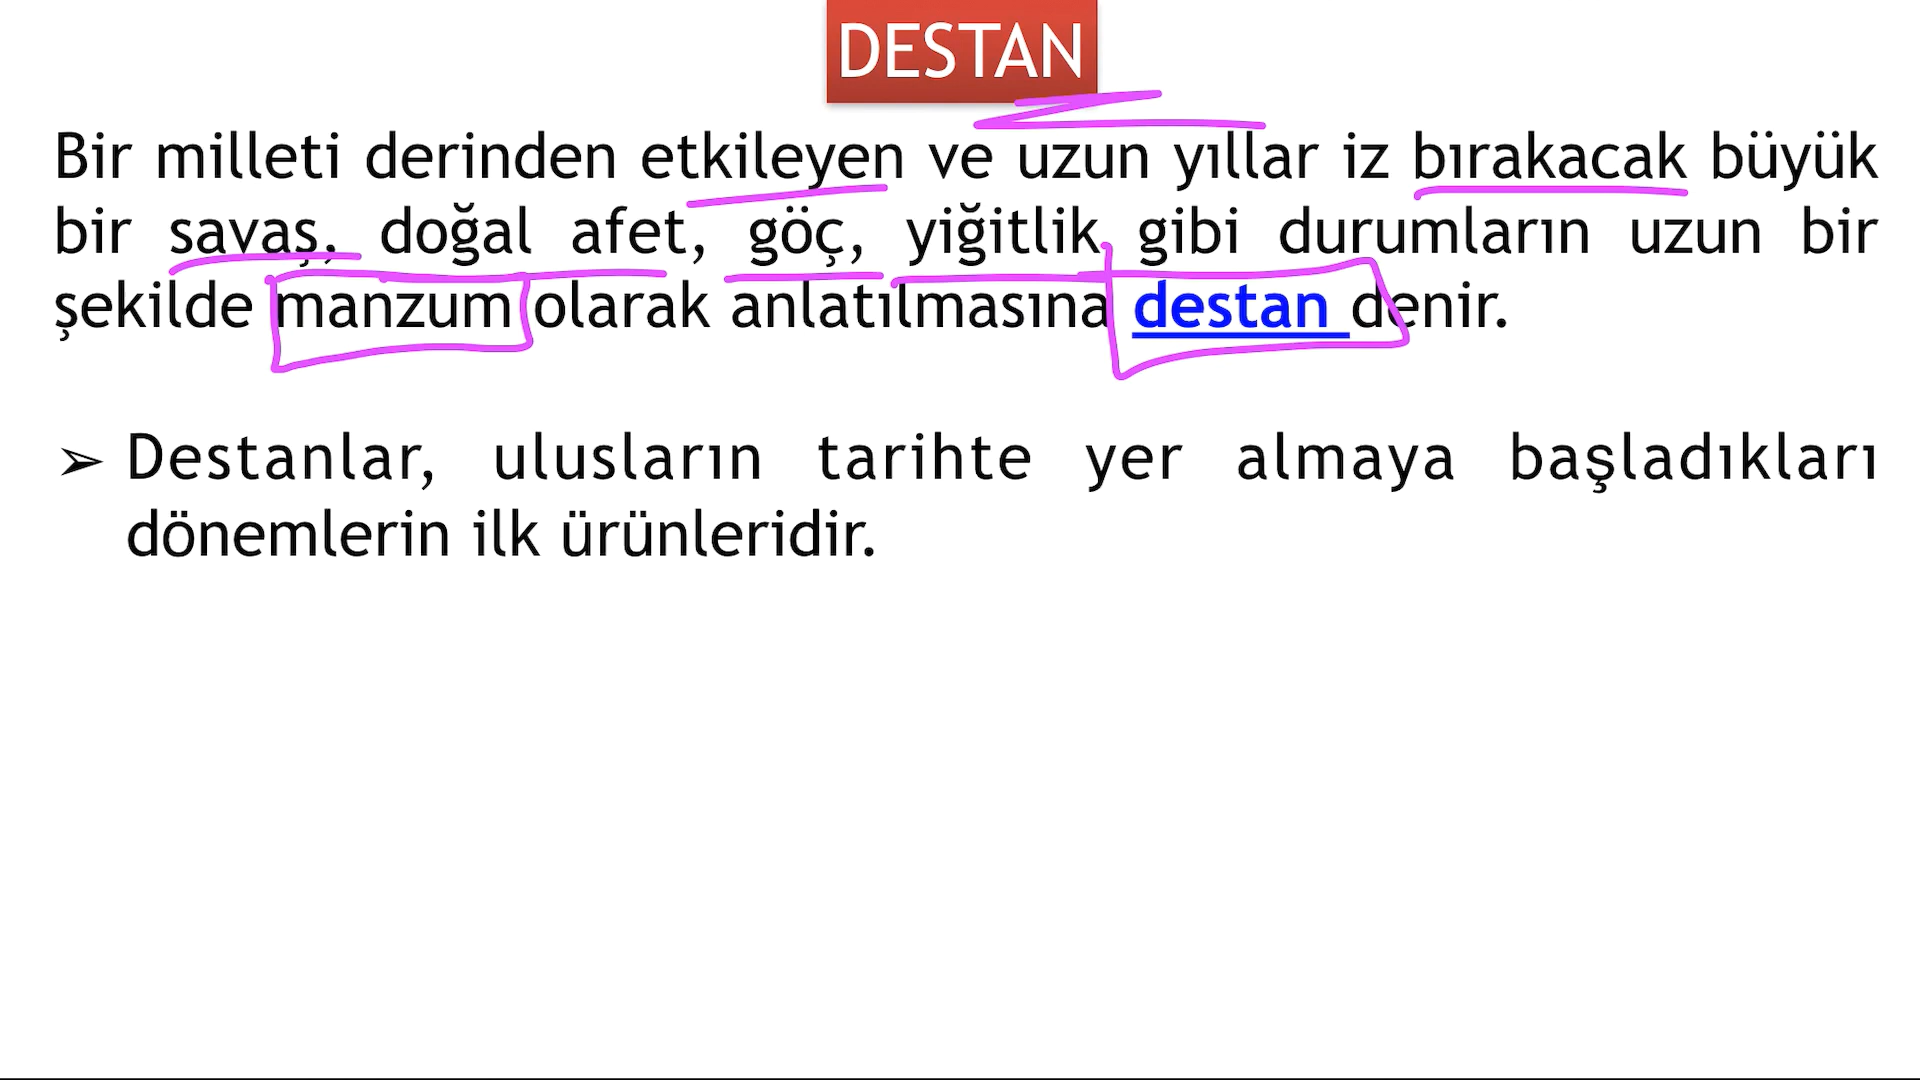 DESTAN
Bir milleti derinden etkileyen ve uzun yıllar iz bırakacak büyük
bir savaş, doğal afet, göç, yiğitlik gibi durumların uzun bir
şekilde manzum olarak anlatılmasına destan denir.
➢ Destanlar, ulusların tarihte yer almaya başladıkları
dönemlerin ilk ürünleridir.